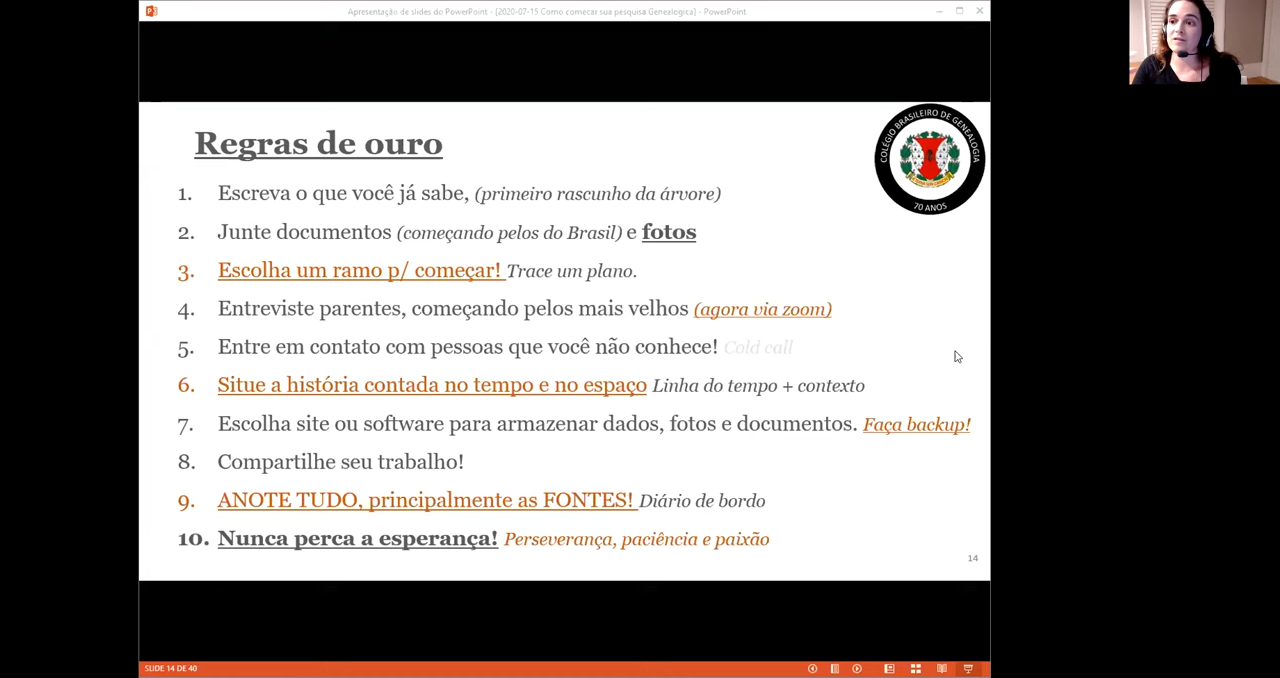 Apresentação de slides do PowerPoint - [2020-07-15 Como começar sua pesquisa Genealogica] - PowerPoint
COLÉGIO BRASILEIRO DE GENEALOGIA
70 ANOS
Regras de ouro
1. Escreva o que você já sabe, (primeiro rascunho da árvore)
2. Junte documentos (começando pelos do Brasil) e fotos
3. Escolha um ramo p/ começar! Trace um plano.
4. Entreviste parentes, começando pelos mais velhos (agora via zoom)
5. Entre em contato com pessoas que você não conhece! Cold call
6. Situe a história contada no tempo e no espaço Linha do tempo + contexto
7. Escolha site ou software para armazenar dados, fotos e documentos. Faça backup!
8. Compartilhe seu trabalho!
9. ANOTE TUDO, principalmente as FONTES! Diário de bordo
10. Nunca perca a esperança! Perseverança, paciência e paixão
14
SLIDE 14 DE 40